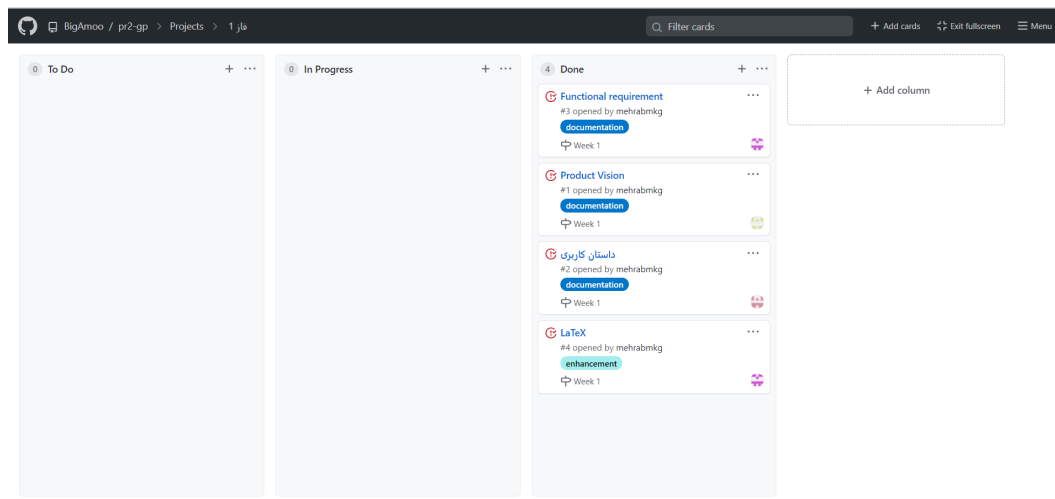 BigAmoo / pr2-gp > Projects > فاز 1
Filter cards
+ Add cards
Exit fullscreen
Menu
0 To Do
0 In Progress
4 Done
Functional requirement
#3 opened by mehrabmkg
documentation
Week 1
Product Vision
#1 opened by mehrabmkg
documentation
Week 1
داستان کاربری
#2 opened by mehrabmkg
documentation
Week 1
LaTeX
#4 opened by mehrabmkg
enhancement
Week 1
+ Add column